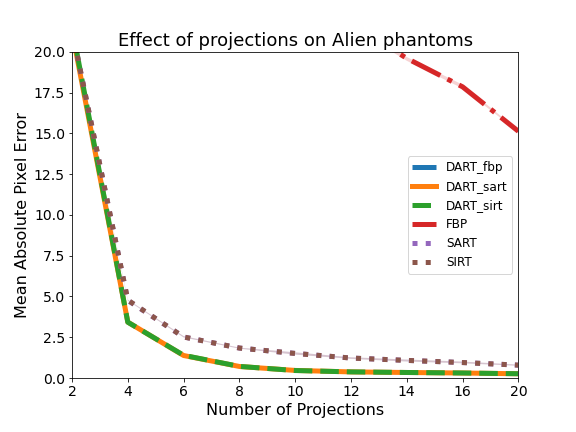 Effect of projections on Alien phantoms
Mean Absolute Pixel Error
20.0
17.5
15.0
12.5
10.0
7.5
5.0
2.5
0.0
DART_fbp
DART_sart
DART_sirt
FBP
SART
SIRT
2 4 6 8 10 12 14 16 18 20
Number of Projections